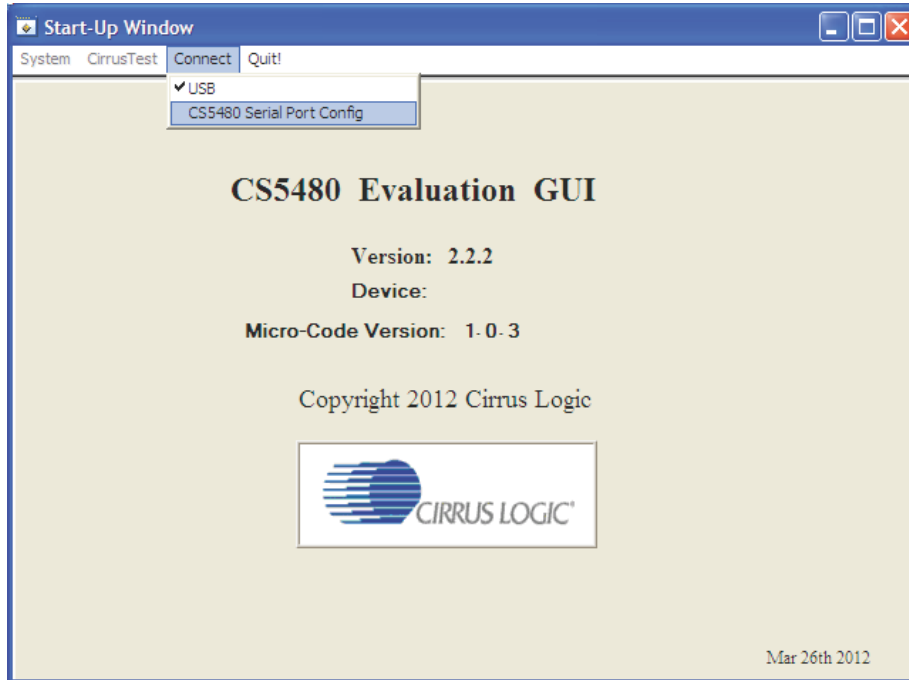 Start-Up Window
System CirrusTest Connect Quit!
✔USB
CS5480 Serial Port Config
CS5480 Evaluation GUI
Version: 2.2.2
Device:
Micro-Code Version: 1-0-3
Copyright 2012 Cirrus Logic
CIRRUS LOGIC®
Mar 26th 2012